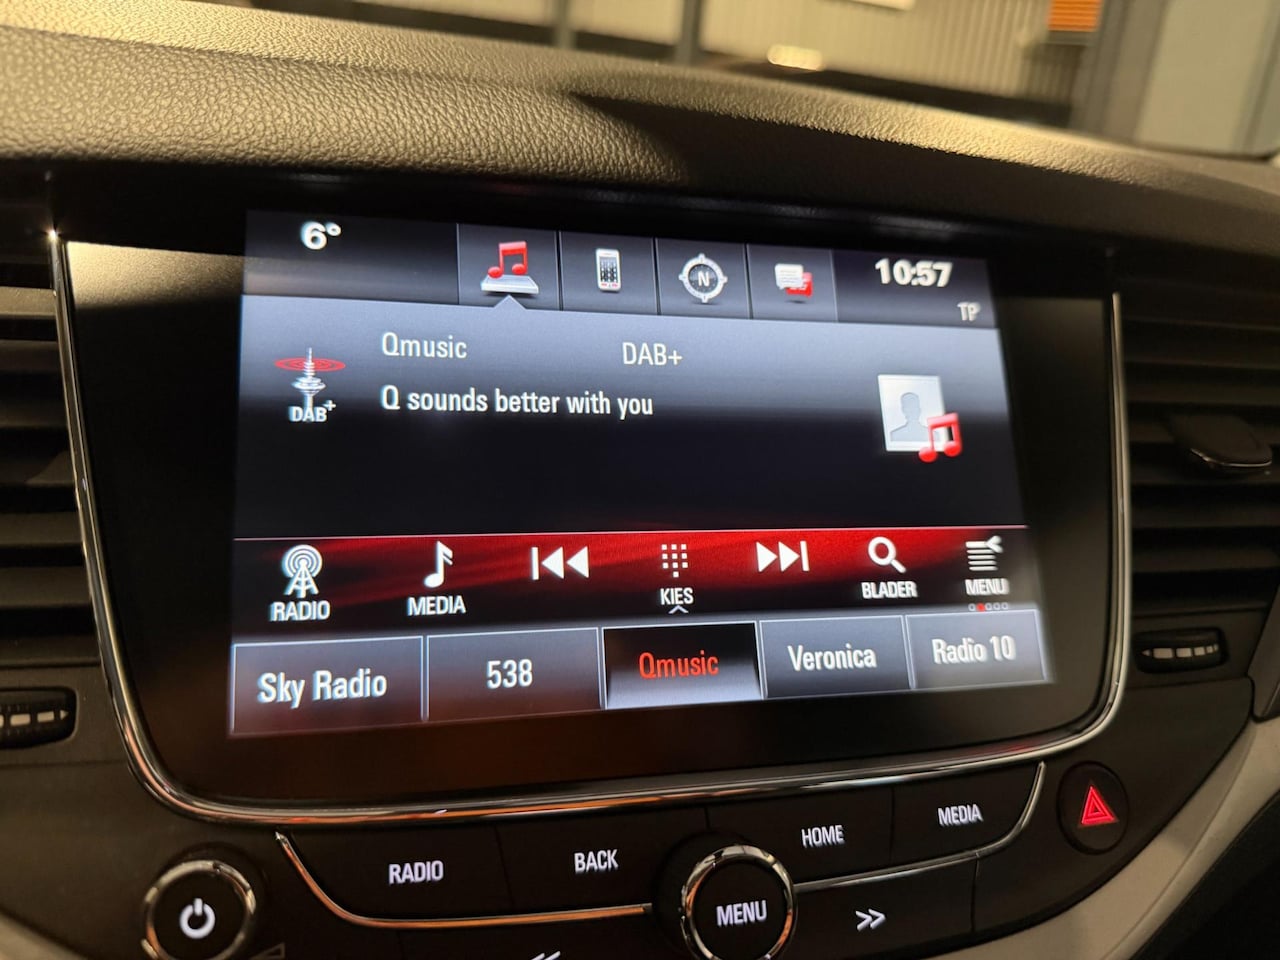 6°
N
10:57
TP
Qmusic
DAB+
DAB+
Q sounds better with you
RADIO
MEDIA
KIES
BLADER
MENU
Sky Radio
538
Qmusic
Veronica
Radio 10
RADIO
BACK
HOME
MEDIA
MENU